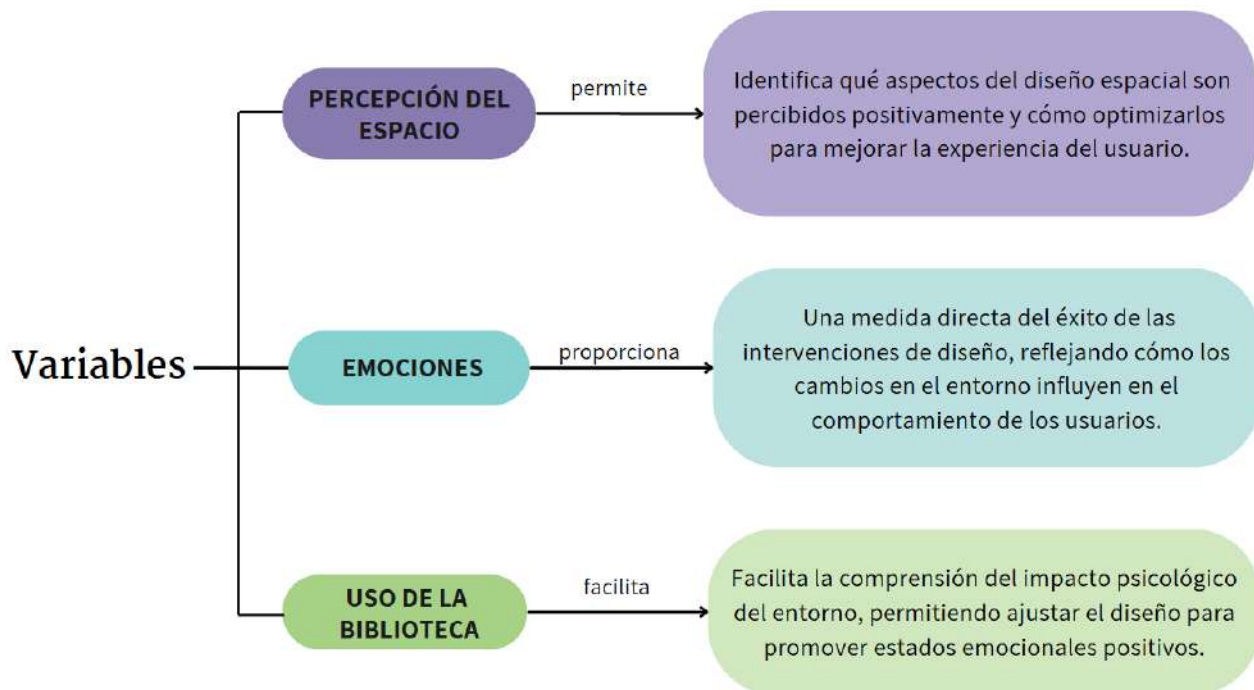 Variables
PERCEPCIÓN DEL
ESPACIO
permite
Identifica qué aspectos del diseño espacial son
percibidos positivamente y cómo optimizarlos
para mejorar la experiencia del usuario.
EMOCIONES
proporciona
Una medida directa del éxito de las
intervenciones de diseño, reflejando cómo los
cambios en el entorno influyen en el
comportamiento de los usuarios.
USO DE LA
BIBLIOTECA
facilita
Facilita la comprensión del impacto psicológico
del entorno, permitiendo ajustar el diseño para
promover estados emocionales positivos.